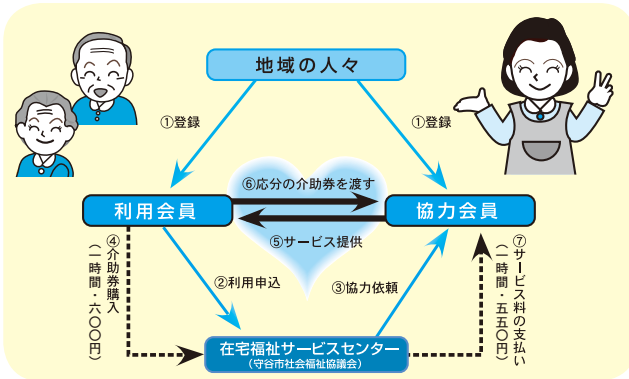 地域の人々
①登録
①登録
⑥応分の介助券を渡す
利用会員
協力会員
⑤サービス提供
②利用申込
③協力依頼
④介助券購入
（一時間・六〇〇円）
⑦サービス料の支払い
（一時間・五五〇円）
在宅福祉サービスセンター
（守谷市社会福祉協議会）